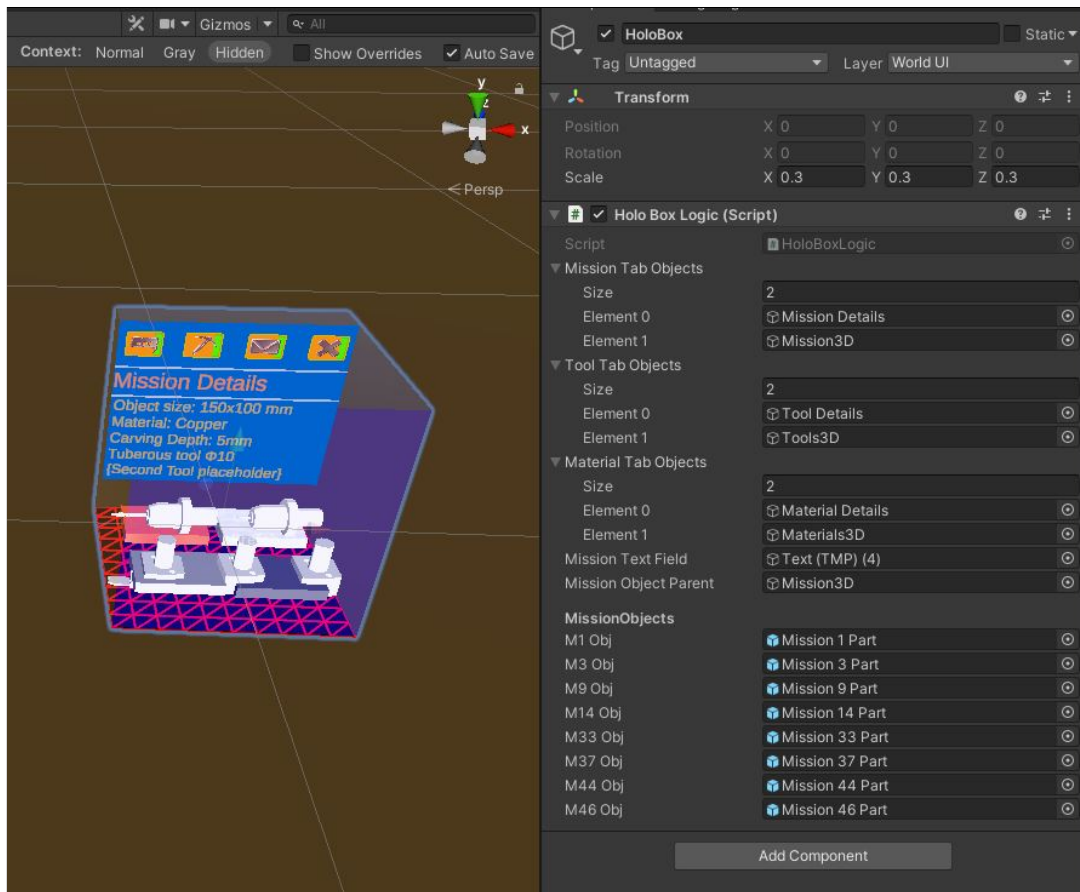 Gizmos
All
Context: Normal Gray Hidden Show Overrides Auto Save
y
z
x
Persp
Mission Details
Object size: 150x100 mm
Material: Copper
Carving Depth: 5mm
Tuberous tool Φ10
{Second Tool placeholder}
HoloBox
Static
Tag Untagged Layer World UI
Transform
Position X 0 Y 0 Z 0
Rotation X 0 Y 0 Z 0
Scale X 0.3 Y 0.3 Z 0.3
# Holo Box Logic (Script)
Script HoloBoxLogic
Mission Tab Objects
Size 2
Element 0 Mission Details
Element 1 Mission3D
Tool Tab Objects
Size 2
Element 0 Tool Details
Element 1 Tools3D
Material Tab Objects
Size 2
Element 0 Material Details
Element 1 Materials3D
Mission Text Field Text (TMP) (4)
Mission Object Parent Mission3D
MissionObjects
M1 Obj Mission 1 Part
M3 Obj Mission 3 Part
M9 Obj Mission 9 Part
M14 Obj Mission 14 Part
M33 Obj Mission 33 Part
M37 Obj Mission 37 Part
M44 Obj Mission 44 Part
M46 Obj Mission 46 Part
Add Component